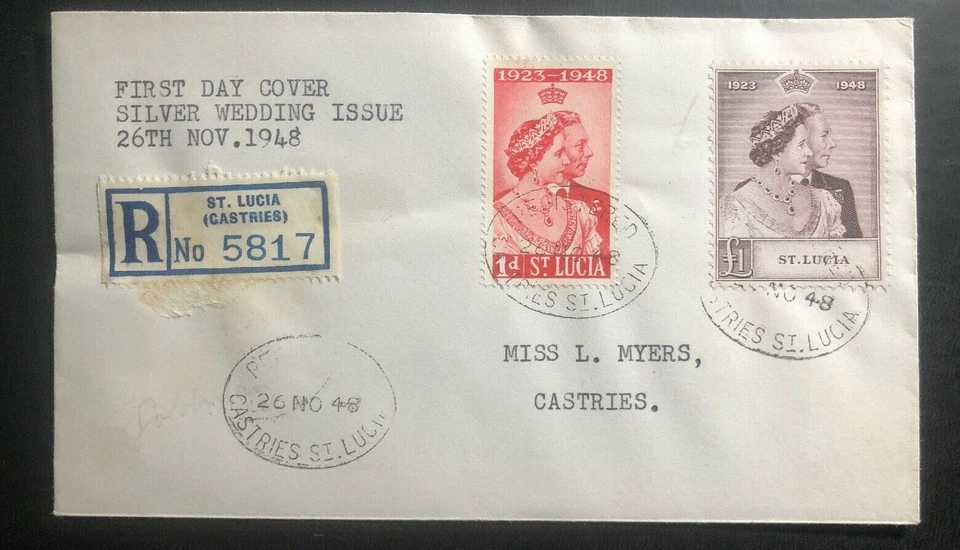 FIRST DAY COVER
SILVER WEDDING ISSUE
26TH NOV.1948
R
ST. LUCIA
(CASTRIES)
No 5817
1923-1948
1d ST LUCIA
1923 1948
£1
ST. LUCIA
CASTRIES ST. LUCIA
NO 48
ST. LUCIA
MISS L. MYERS,
CASTRIES.
26 NO 48
CASTRIES ST. LUCIA